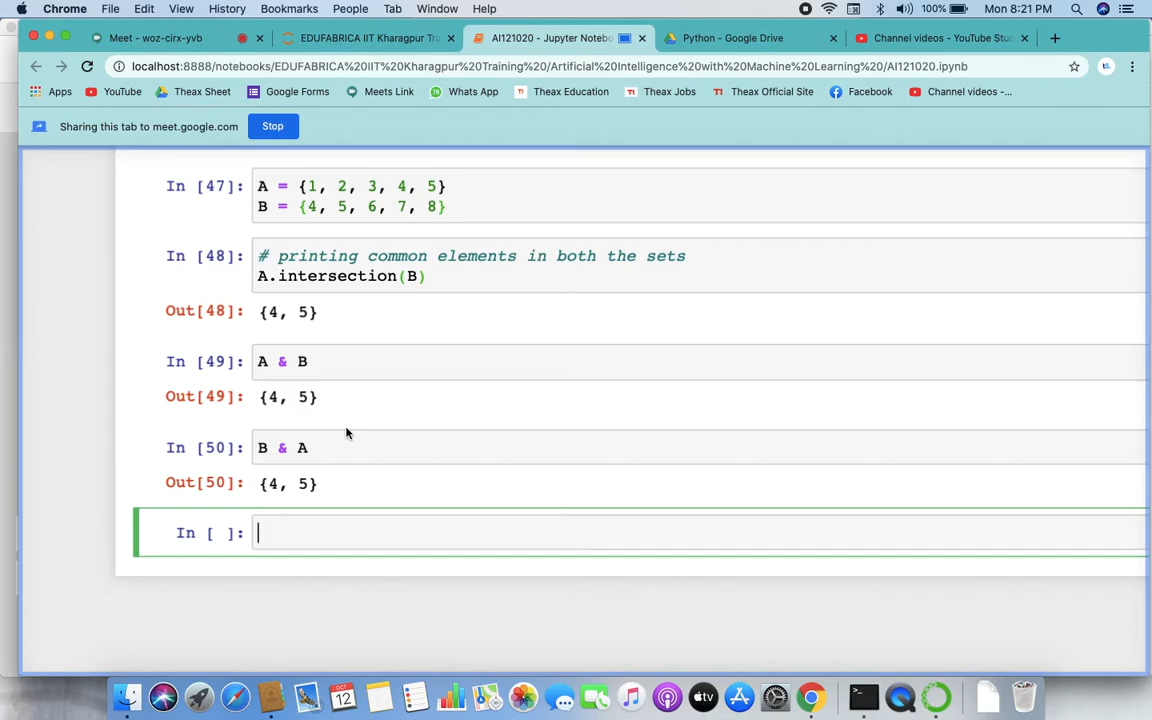 Chrome File Edit View History Bookmarks People Tab Window Help 100% Mon 8:21 PM
Meet - woz-cirx-yvb EDUFABRICA IIT Kharagpur Tra AI121020 - Jupyter Notebo Python - Google Drive Channel videos - YouTube Stu
localhost:8888/notebooks/EDUFABRICA%20IIT%20Kharagpur%20Training%20/Artificial%20Intelligence%20with%20Machine%20Learning%20/AI121020.ipynb
Apps YouTube Theax Sheet Google Forms Meets Link Whats App Theax Education Theax Jobs Theax Official Site Facebook Channel videos -...
Sharing this tab to meet.google.com Stop
In [47]: A = {1, 2, 3, 4, 5}
B = {4, 5, 6, 7, 8}
In [48]: # printing common elements in both the sets
A.intersection(B)
Out[48]: {4, 5}
In [49]: A & B
Out[49]: {4, 5}
In [50]: B & A
Out[50]: {4, 5}
In [ ]:
OCT
12
tv